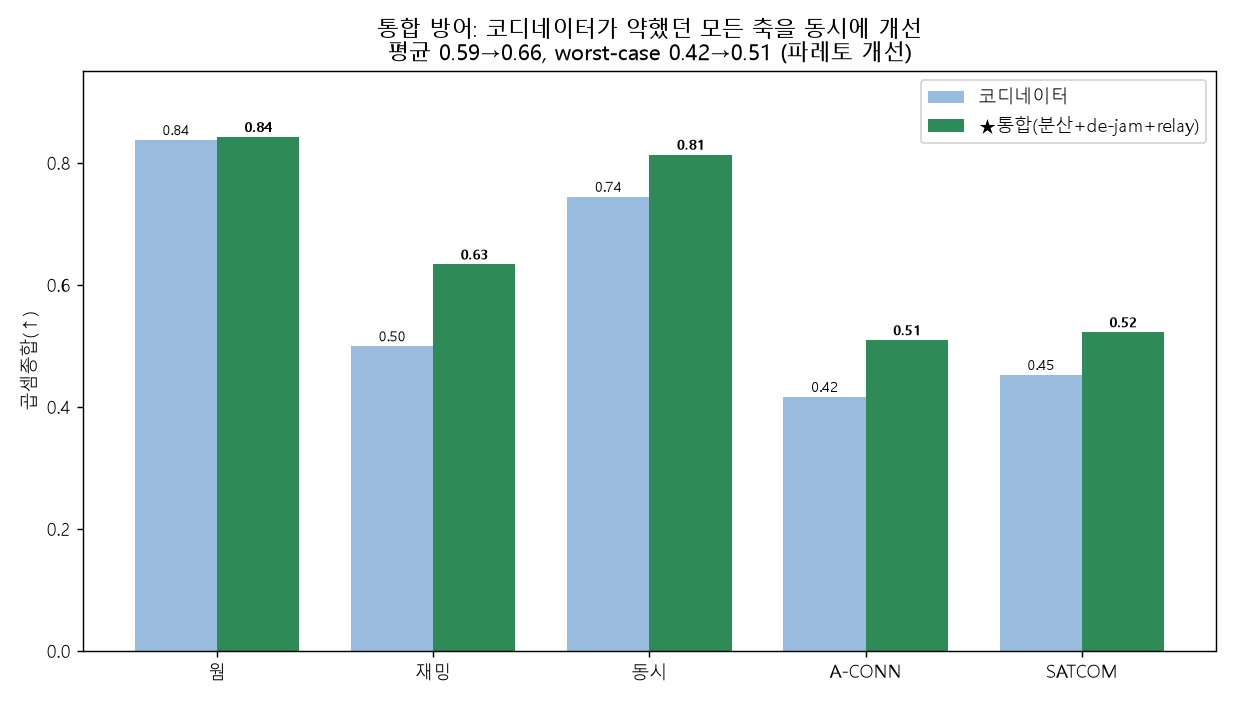 통합 방어: 코디네이터가 약했던 모든 축을 동시에 개선
평균 0.59→0.66, worst-case 0.42→0.51 (파레토 개선)
코디네이터
★통합(분산+de-jam+relay)
곱셈종합(↑)
0.8
0.6
0.4
0.2
0.0
0.84
0.84
0.50
0.63
0.74
0.81
0.42
0.51
0.45
0.52
웜
재밍
동시
A-CONN
SATCOM